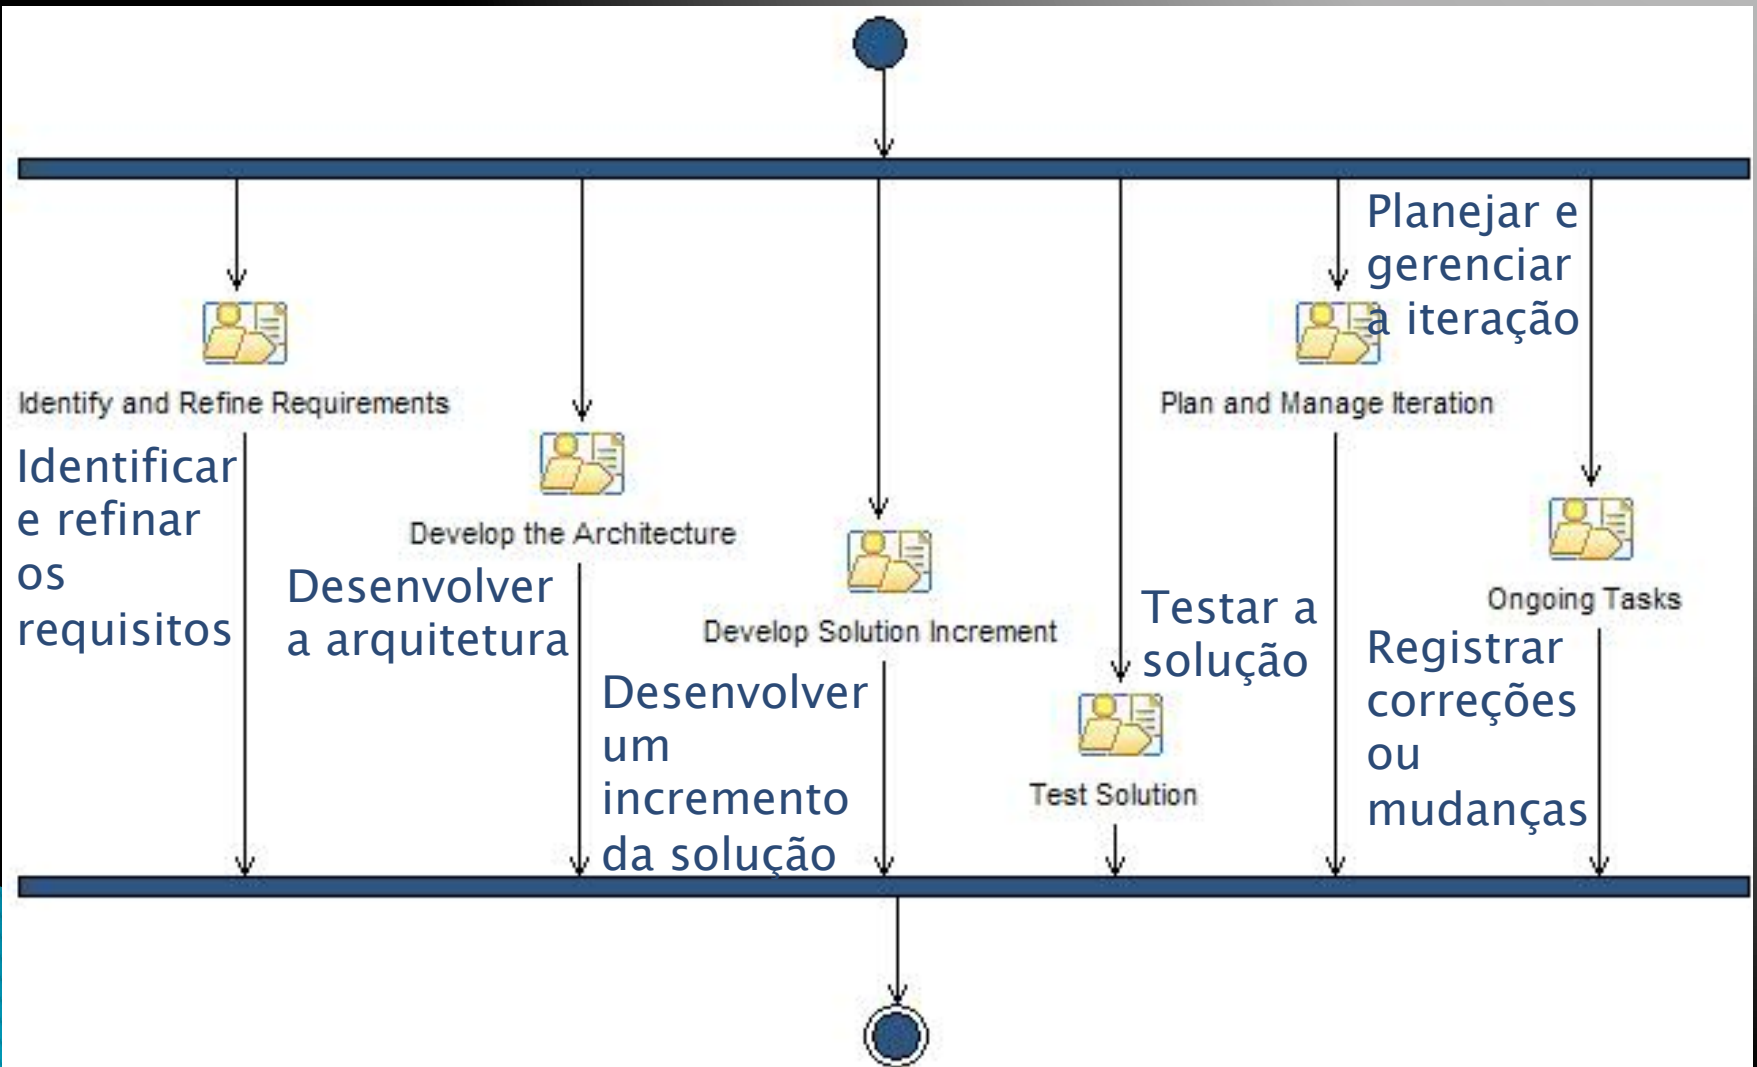 Planejar e
gerenciar
a iteração
Identify and Refine Requirements
Plan and Manage Iteration
Identificar
e refinar
os
requisitos
Develop the Architecture
Desenvolver
a arquitetura
Ongoing Tasks
Testar a
solução
Develop Solution Increment
Registrar
correções
ou
mudanças
Desenvolver
um
incremento
da solução
Test Solution